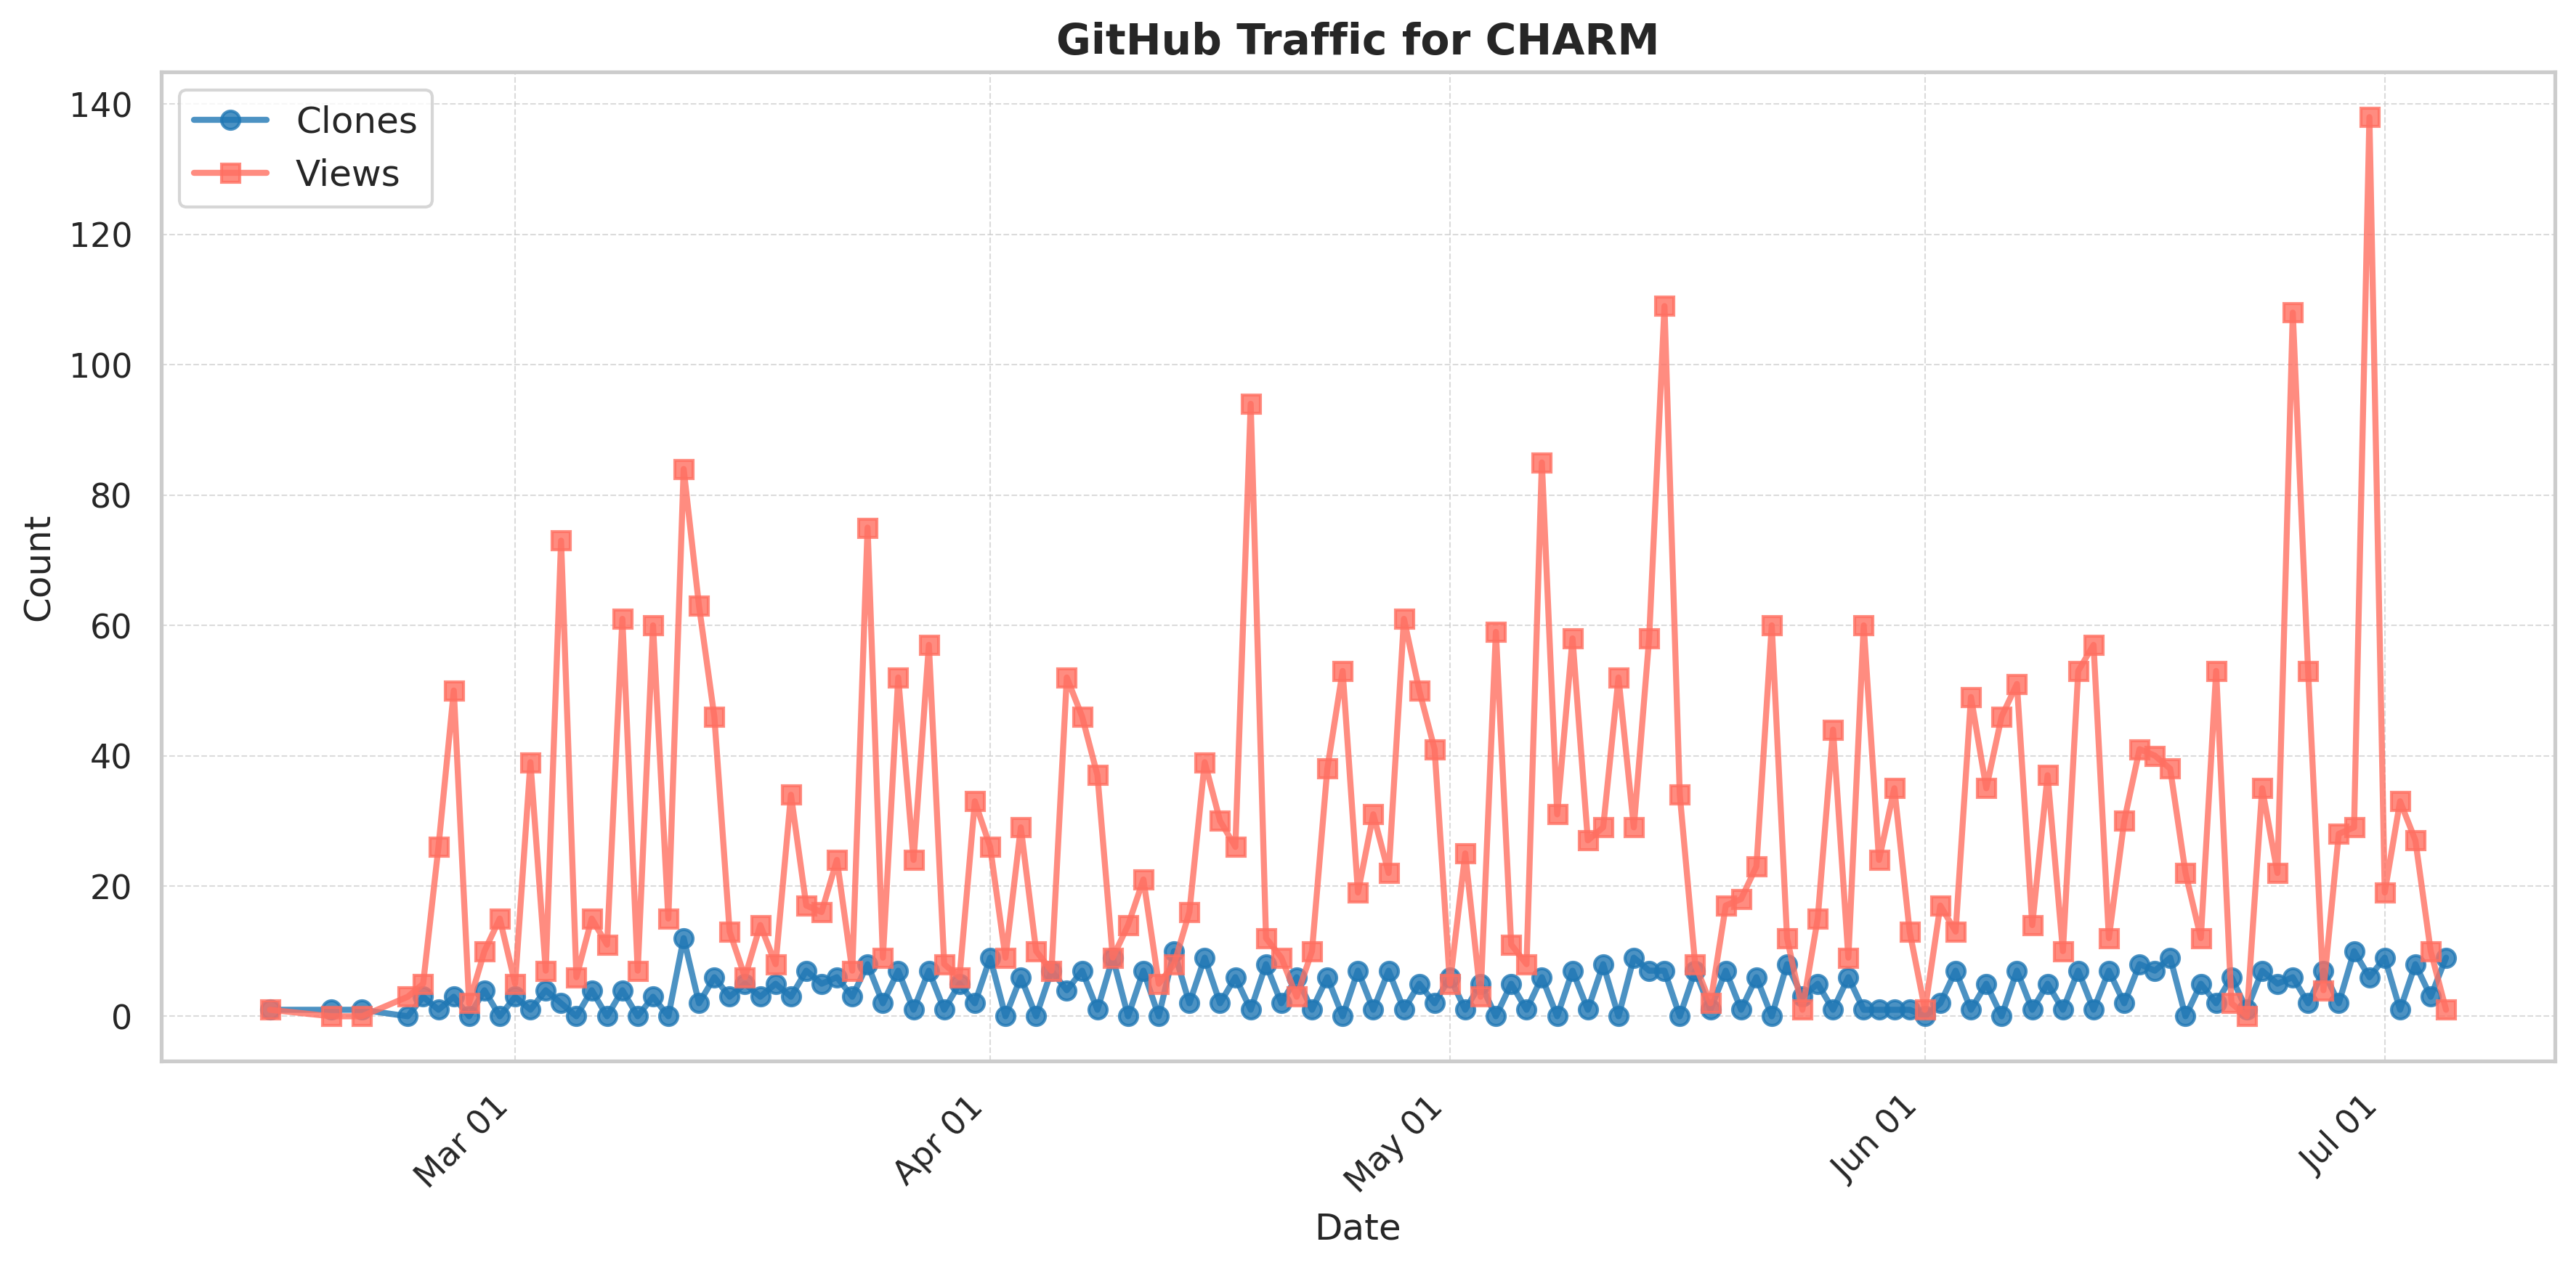 GitHub Traffic for CHARM
Clones
Views
140
120
100
80
60
40
20
0
Count
Mar 01
Apr 01
May 01
Jun 01
Jul 01
Date